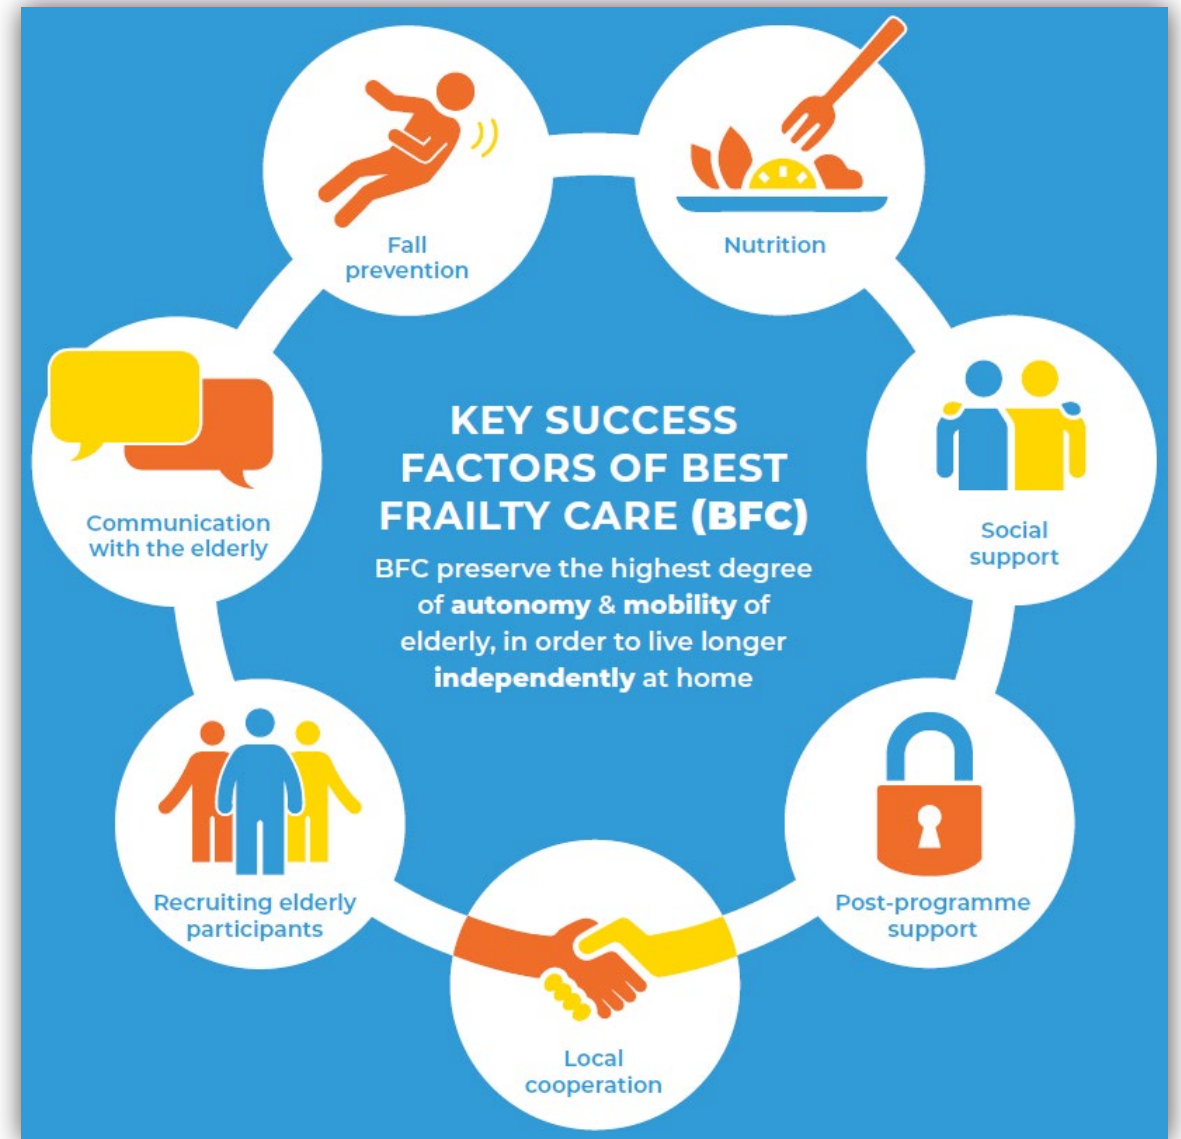 Fall
prevention
Nutrition
Communication
with the elderly
KEY SUCCESS
FACTORS OF BEST
FRAILTY CARE (BFC)
BFC preserve the highest degree
of autonomy & mobility of
elderly, in order to live longer
independently at home
Social
support
Recruiting elderly
participants
Post-programme
support
Local
cooperation